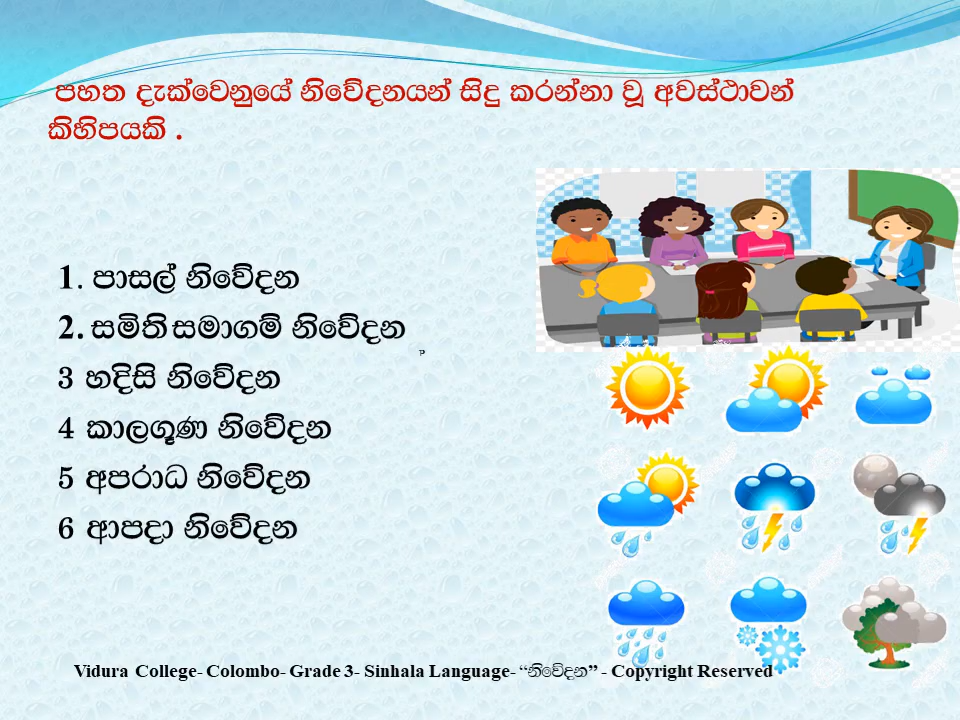 පහත දැක්වෙනුයේ නිවේදනයන් සිදු කරන්නා වූ අවස්ථාවන්
කිහිපයකි .
1. පාසල් නිවේදන
2. සමිති සමාගම් නිවේදන
3 හදිසි නිවේදන
4 කාලගුණ නිවේදන
5 අපරාධ නිවේදන
6 ආපදා නිවේදන
Vidura College- Colombo- Grade 3- Sinhala Language- “නිවේදන” - Copyright Reserved